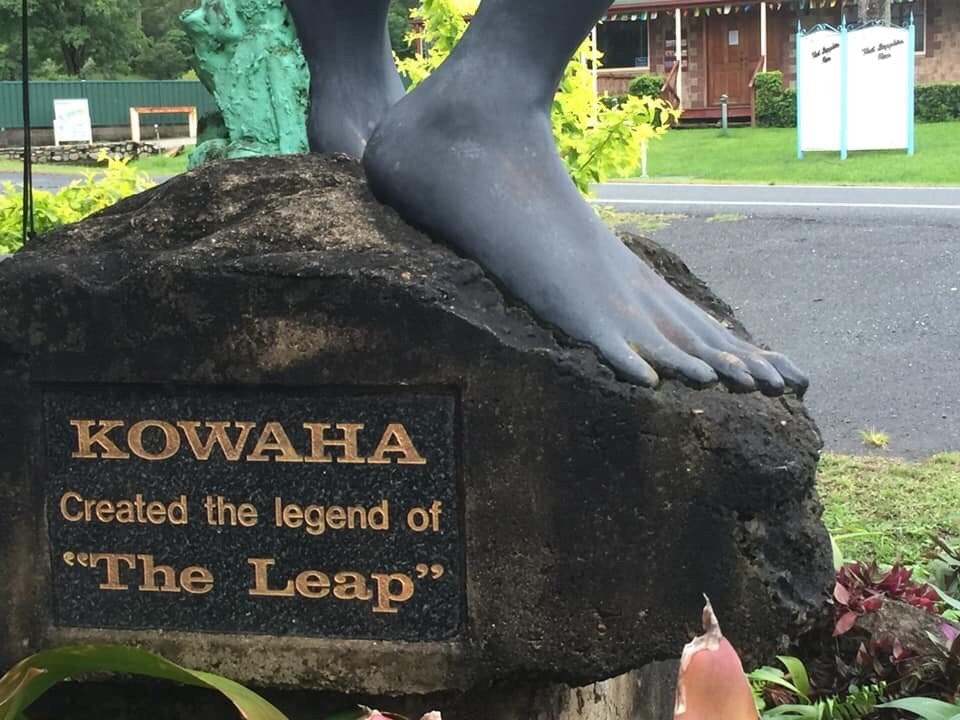 KOWAHA
Created the legend of
"The Leap"